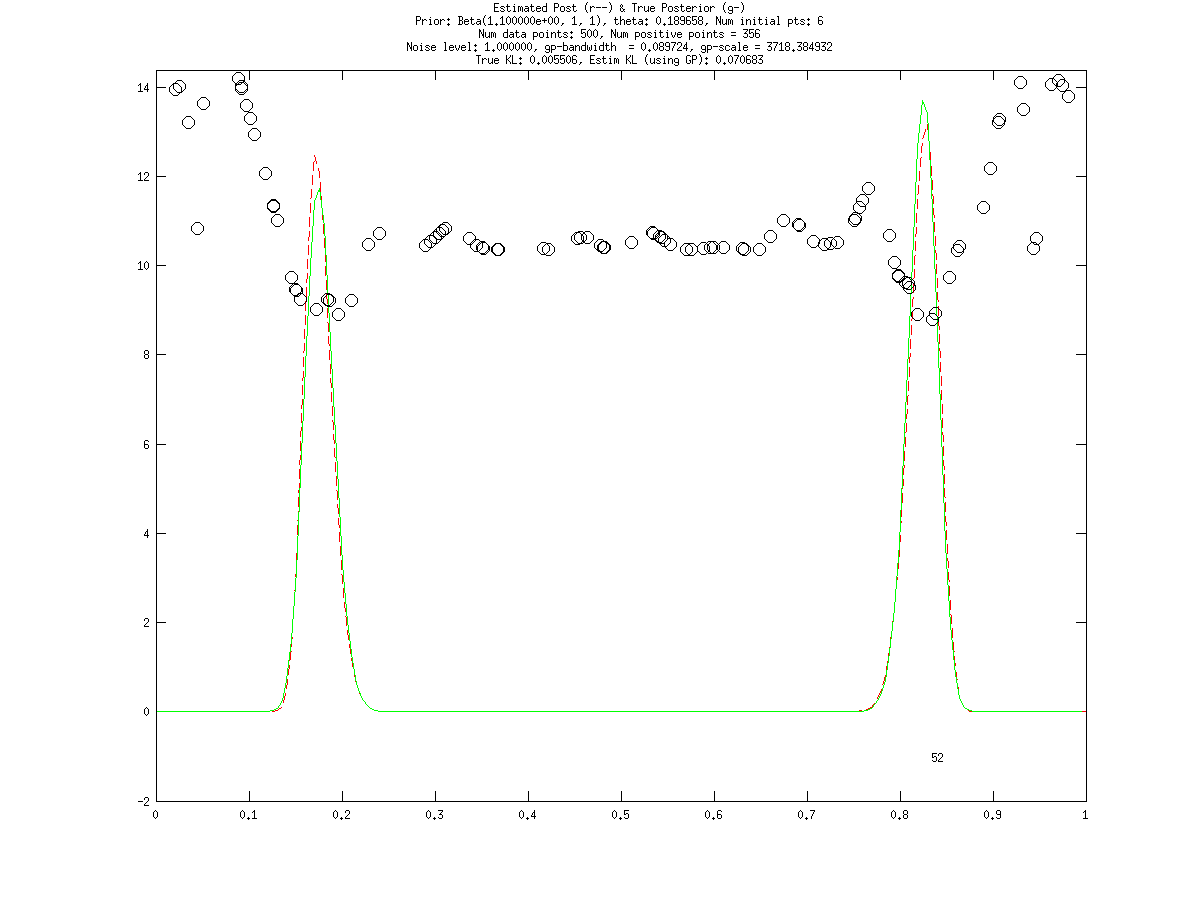 Estimated Post (r--) & True Posterior (g-)
Prior: Beta(1.100000e+00, 1, 1), theta: 0.189658, Num initial pts: 6
Num data points: 500, Num positive points = 356
Noise level: 1.000000, gp-bandwidth  = 0.089724, gp-scale = 3718.384932
True KL: 0.005506, Estim KL (using GP): 0.070683
14
12
10
8
6
4
2
0
52
-2
0 0.1 0.2 0.3 0.4 0.5 0.6 0.7 0.8 0.9 1